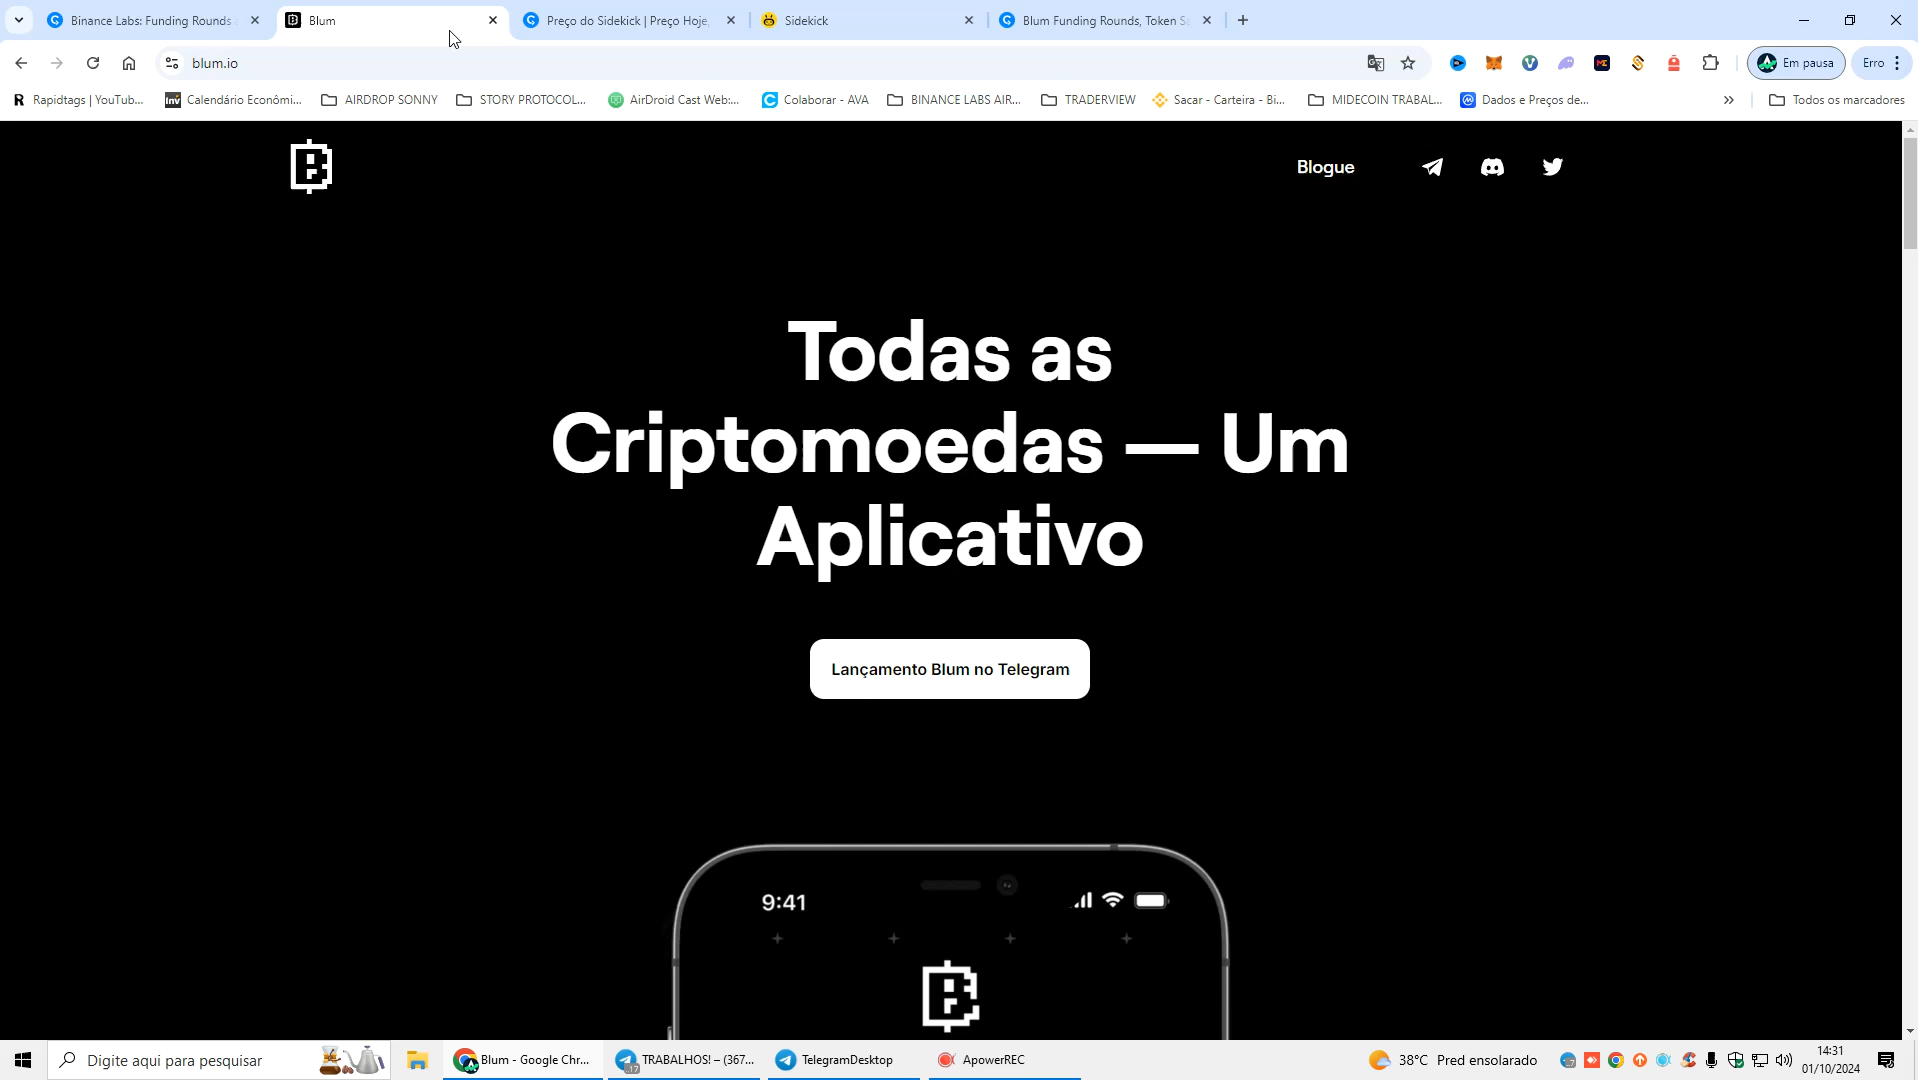 Binance Labs: Funding Rounds
Blum
Preço do Sidekick | Preço Hoje,
Sidekick
Blum Funding Rounds, Token S
blum.io
Em pausa
Erro
Rapidtags | YouTub...
Calendário Econômi...
AIRDROP SONNY
STORY PROTOCOL...
AirDroid Cast Web:...
Colaborar - AVA
BINANCE LABS AIR...
TRADERVIEW
Sacar - Carteira - Bi...
MIDECOIN TRABAL...
Dados e Preços de...
Todos os marcadores
Blogue
Todas as
Criptomoedas — Um
Aplicativo
Lançamento Blum no Telegram
9:41
Digite aqui para pesquisar
Blum - Google Chr...
TRABALHOS! – (367...
TelegramDesktop
ApowerREC
38°C Pred ensolarado
14:31
01/10/2024